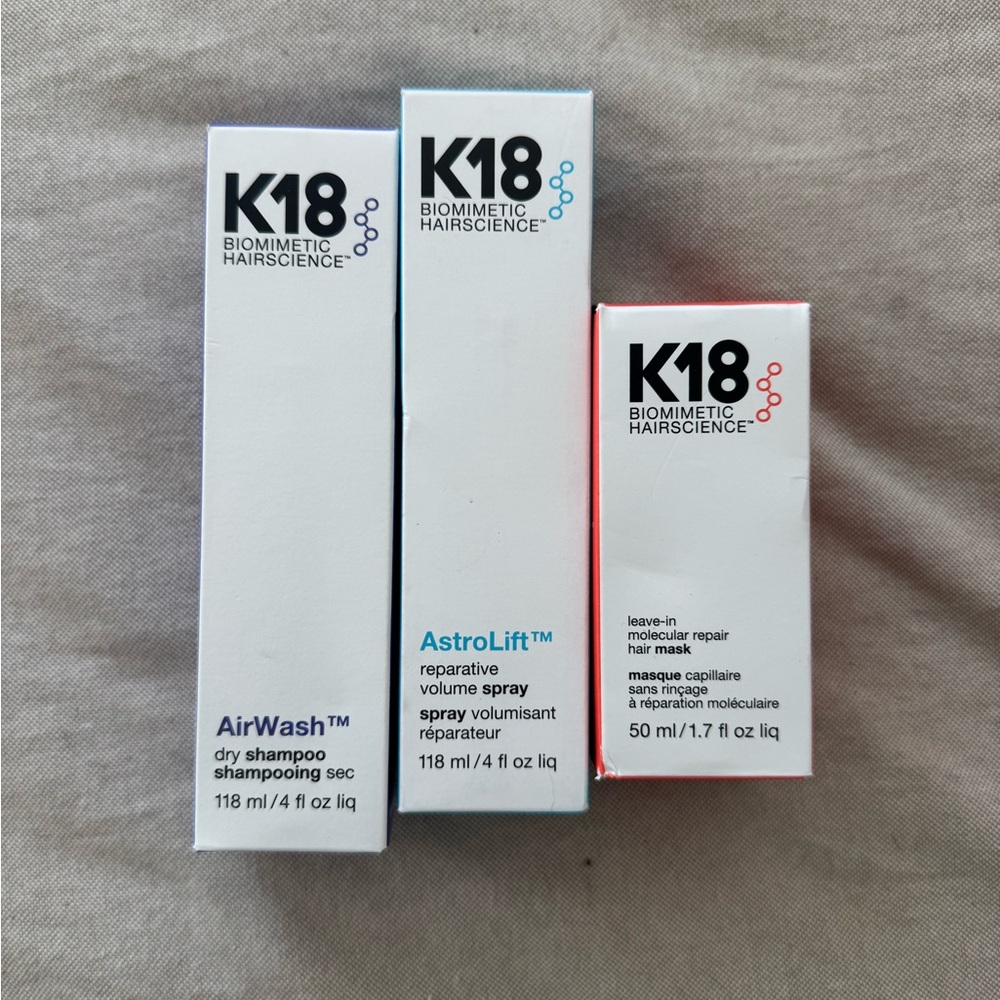 K18
BIOMIMETIC
HAIRSCIENCE™
AirWash™
dry shampoo
shampooing sec
118 ml/4 fl oz liq
K18
BIOMIMETIC
HAIRSCIENCE™
AstroLift™
reparative
volume spray
spray volumisant
réparateur
118 ml/4 fl oz liq
K18
BIOMIMETIC
HAIRSCIENCE™
leave-in
molecular repair
hair mask
masque capillaire
sans rinçage
à réparation moléculaire
50 ml/1.7 fl oz liq